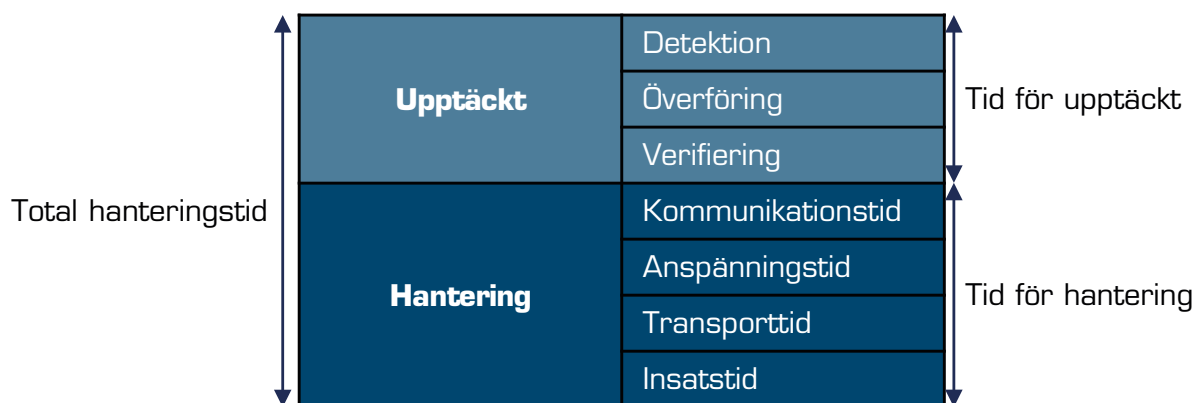 Total hanteringstid
Upptäckt
Detektion
Överföring
Verifiering
Tid för upptäckt
Hantering
Kommunikationstid
Anspänningstid
Transporttid
Insatstid
Tid för hantering